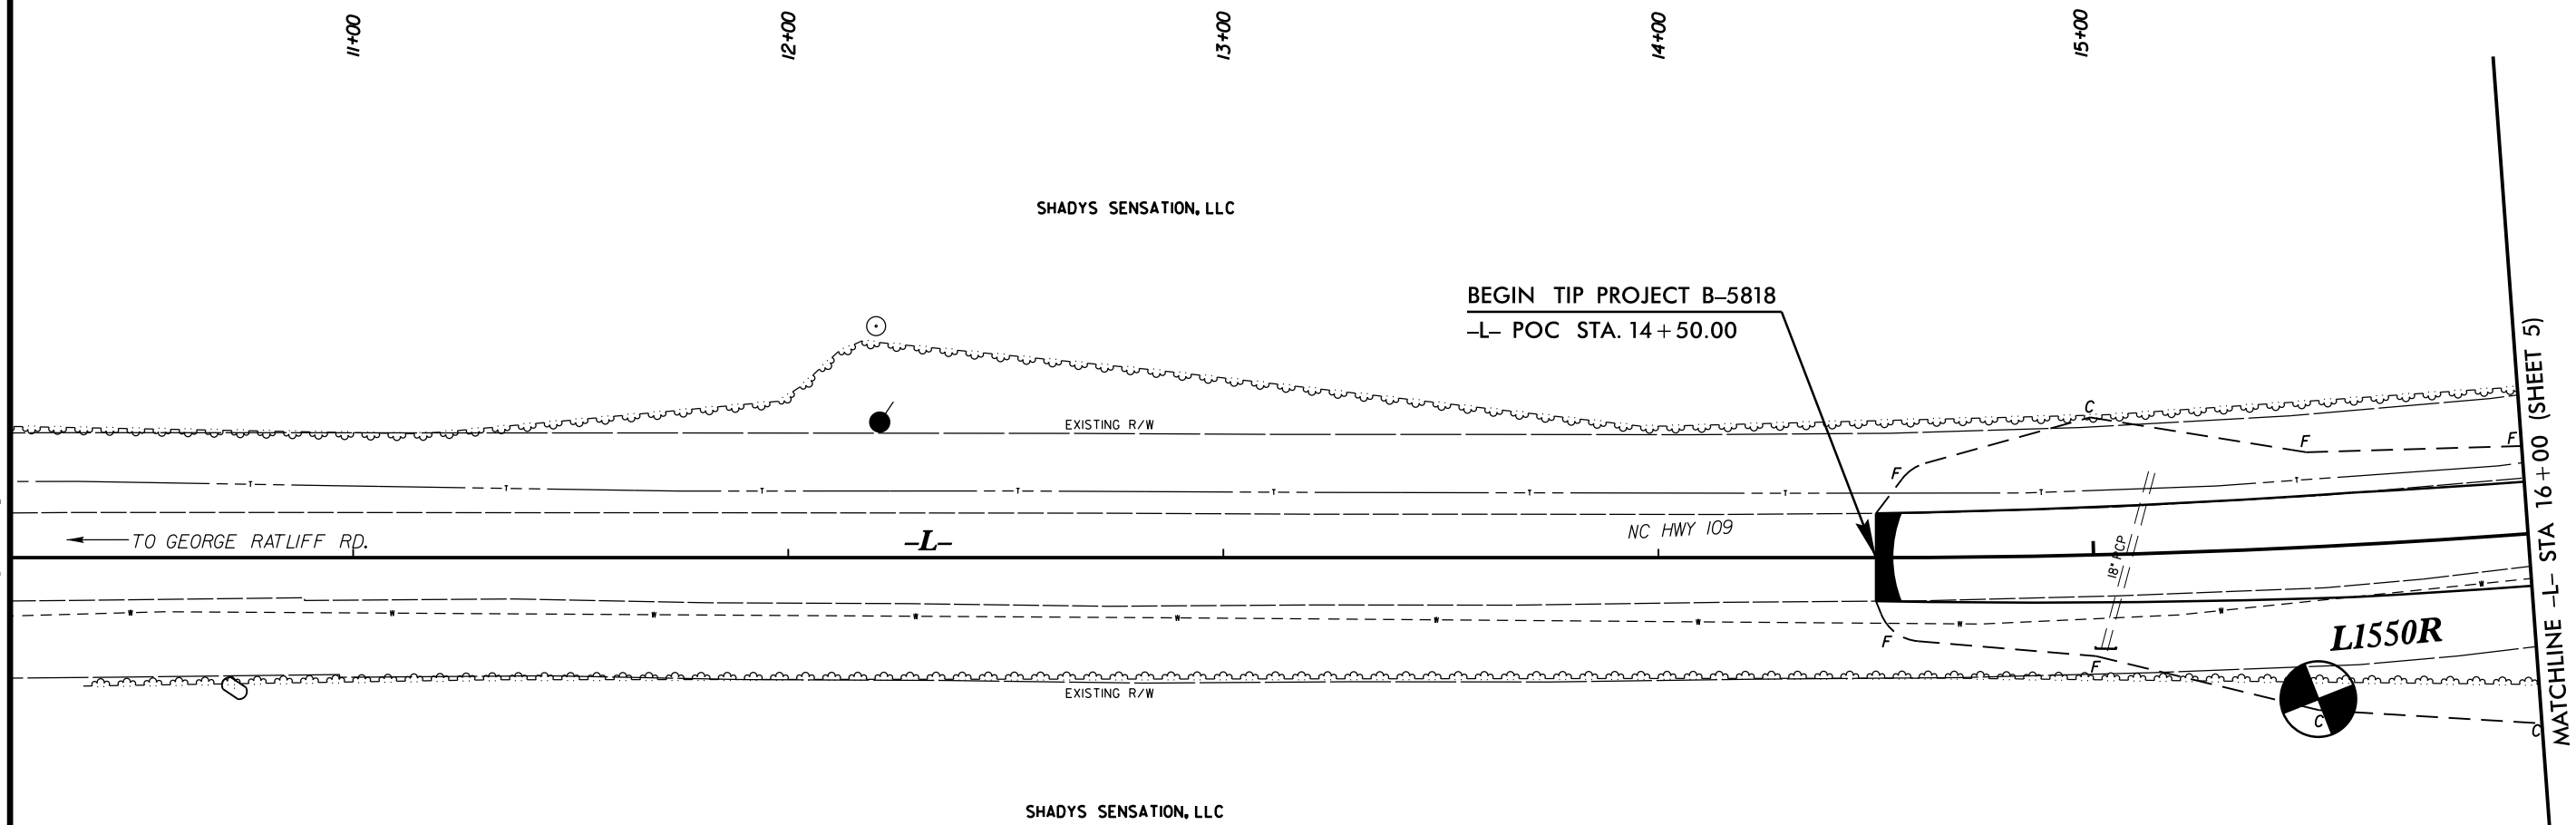 11+00
12+00
13+00
14+00
15+00
SHADYS SENSATION, LLC
BEGIN TIP PROJECT B-5818
-L- POC STA. 14+50.00
MATCHLINE -L- STA 16+00 (SHEET 5)
C
EXISTING R/W
F
F
F
T
T
T
T
T
T
T
T
T
NC HWY 109
TO GEORGE RATLIFF RD.
-L-
18" RCP
W
W
W
W
W
W
W
W
W
W
L1550R
F
F
EXISTING R/W
C
C
SHADYS SENSATION, LLC